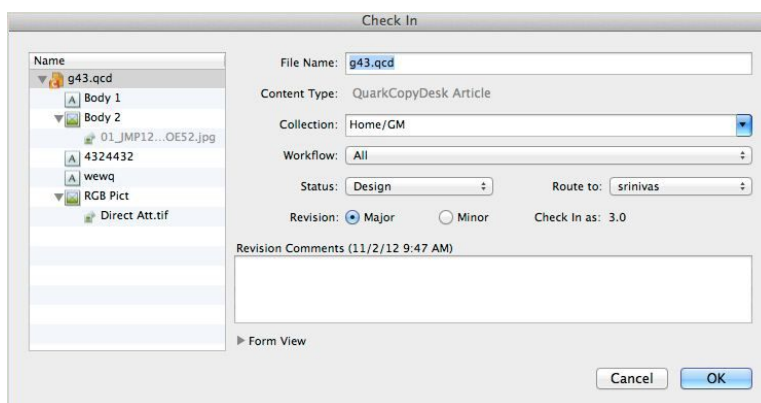 Check In
Name
g43.qcd
Body 1
Body 2
01_JMP12...OE52.jpg
4324432
wewq
RGB Pict
Direct Att.tif
File Name: g43.qcd
Content Type: QuarkCopyDesk Article
Collection: Home/GM
Workflow: All
Status: Design Route to: srinivas
Revision: Major Minor Check In as: 3.0
Revision Comments (11/2/12 9:47 AM)
Form View
Cancel OK